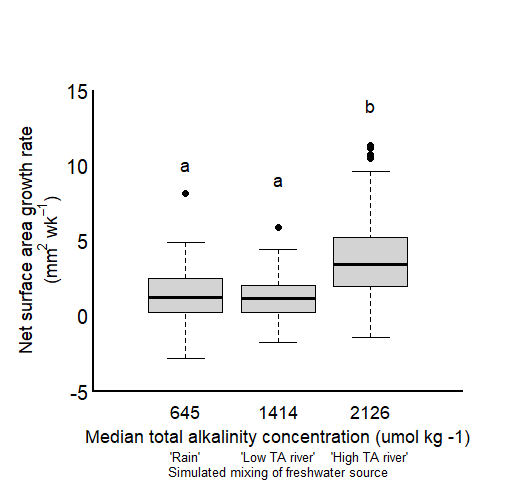 Net surface area growth rate
(mm² wk⁻¹)
15
10
5
0
-5
a
a
b
645 1414 2126
Median total alkalinity concentration (umol kg -1)
'Rain' 'Low TA river' 'High TA river'
Simulated mixing of freshwater source